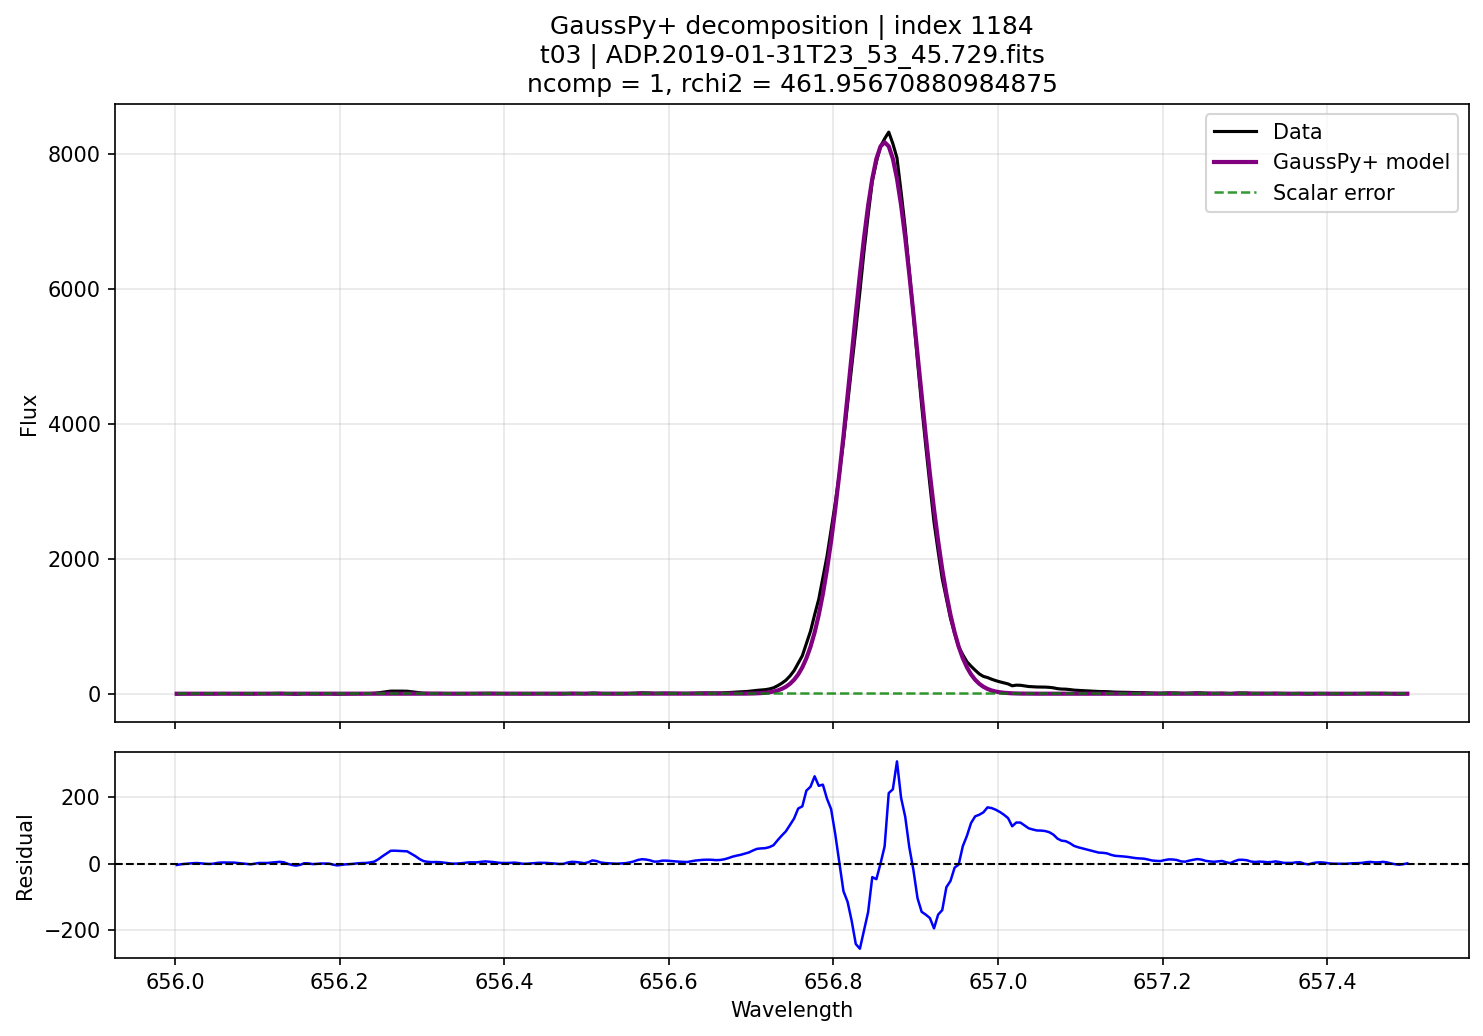 GaussPy+ decomposition | index 1184
t03 | ADP.2019-01-31T23_53_45.729.fits
ncomp = 1, rchi2 = 461.95670880984875
Data
GaussPy+ model
Scalar error
Flux
8000
6000
4000
2000
0
Residual
200
0
−200
656.0 656.2 656.4 656.6 656.8 657.0 657.2 657.4
Wavelength